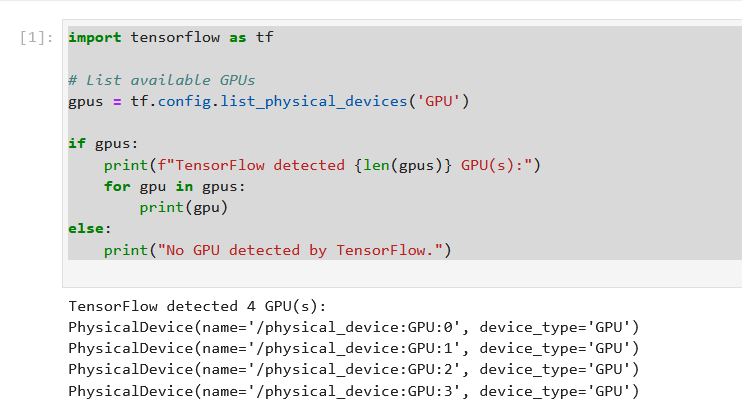 [1]: import tensorflow as tf
# List available GPUs
gpus = tf.config.list_physical_devices('GPU')
if gpus:
    print(f"TensorFlow detected {len(gpus)} GPU(s):")
    for gpu in gpus:
        print(gpu)
else:
    print("No GPU detected by TensorFlow.")
TensorFlow detected 4 GPU(s):
PhysicalDevice(name='/physical_device:GPU:0', device_type='GPU')
PhysicalDevice(name='/physical_device:GPU:1', device_type='GPU')
PhysicalDevice(name='/physical_device:GPU:2', device_type='GPU')
PhysicalDevice(name='/physical_device:GPU:3', device_type='GPU')